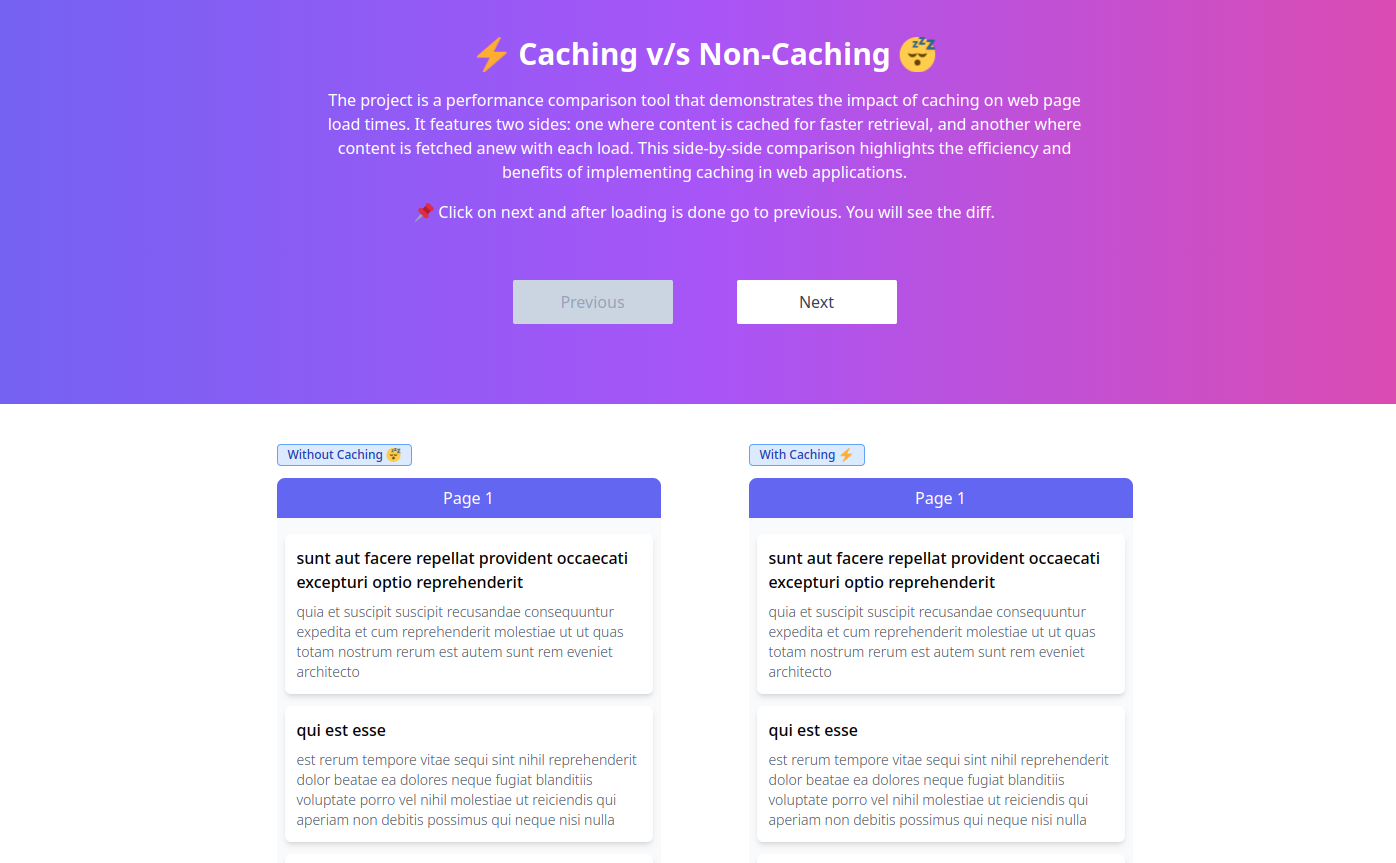 ⚡ Caching v/s Non-Caching 😴
The project is a performance comparison tool that demonstrates the impact of caching on web page
load times. It features two sides: one where content is cached for faster retrieval, and another where
content is fetched anew with each load. This side-by-side comparison highlights the efficiency and
benefits of implementing caching in web applications.
📌 Click on next and after loading is done go to previous. You will see the diff.
Previous
Next
Without Caching 😴
Page 1
sunt aut facere repellat provident occaecati
excepturi optio reprehenderit
quia et suscipit suscipit recusandae consequuntur
expedita et cum reprehenderit molestiae ut ut quas
totam nostrum rerum est autem sunt rem eveniet
architecto
qui est esse
est rerum tempore vitae sequi sint nihil reprehenderit
dolor beatae ea dolores neque fugiat blanditiis
voluptate porro vel nihil molestiae ut reiciendis qui
aperiam non debitis possimus qui neque nisi nulla
With Caching ⚡
Page 1
sunt aut facere repellat provident occaecati
excepturi optio reprehenderit
quia et suscipit suscipit recusandae consequuntur
expedita et cum reprehenderit molestiae ut ut quas
totam nostrum rerum est autem sunt rem eveniet
architecto
qui est esse
est rerum tempore vitae sequi sint nihil reprehenderit
dolor beatae ea dolores neque fugiat blanditiis
voluptate porro vel nihil molestiae ut reiciendis qui
aperiam non debitis possimus qui neque nisi nulla